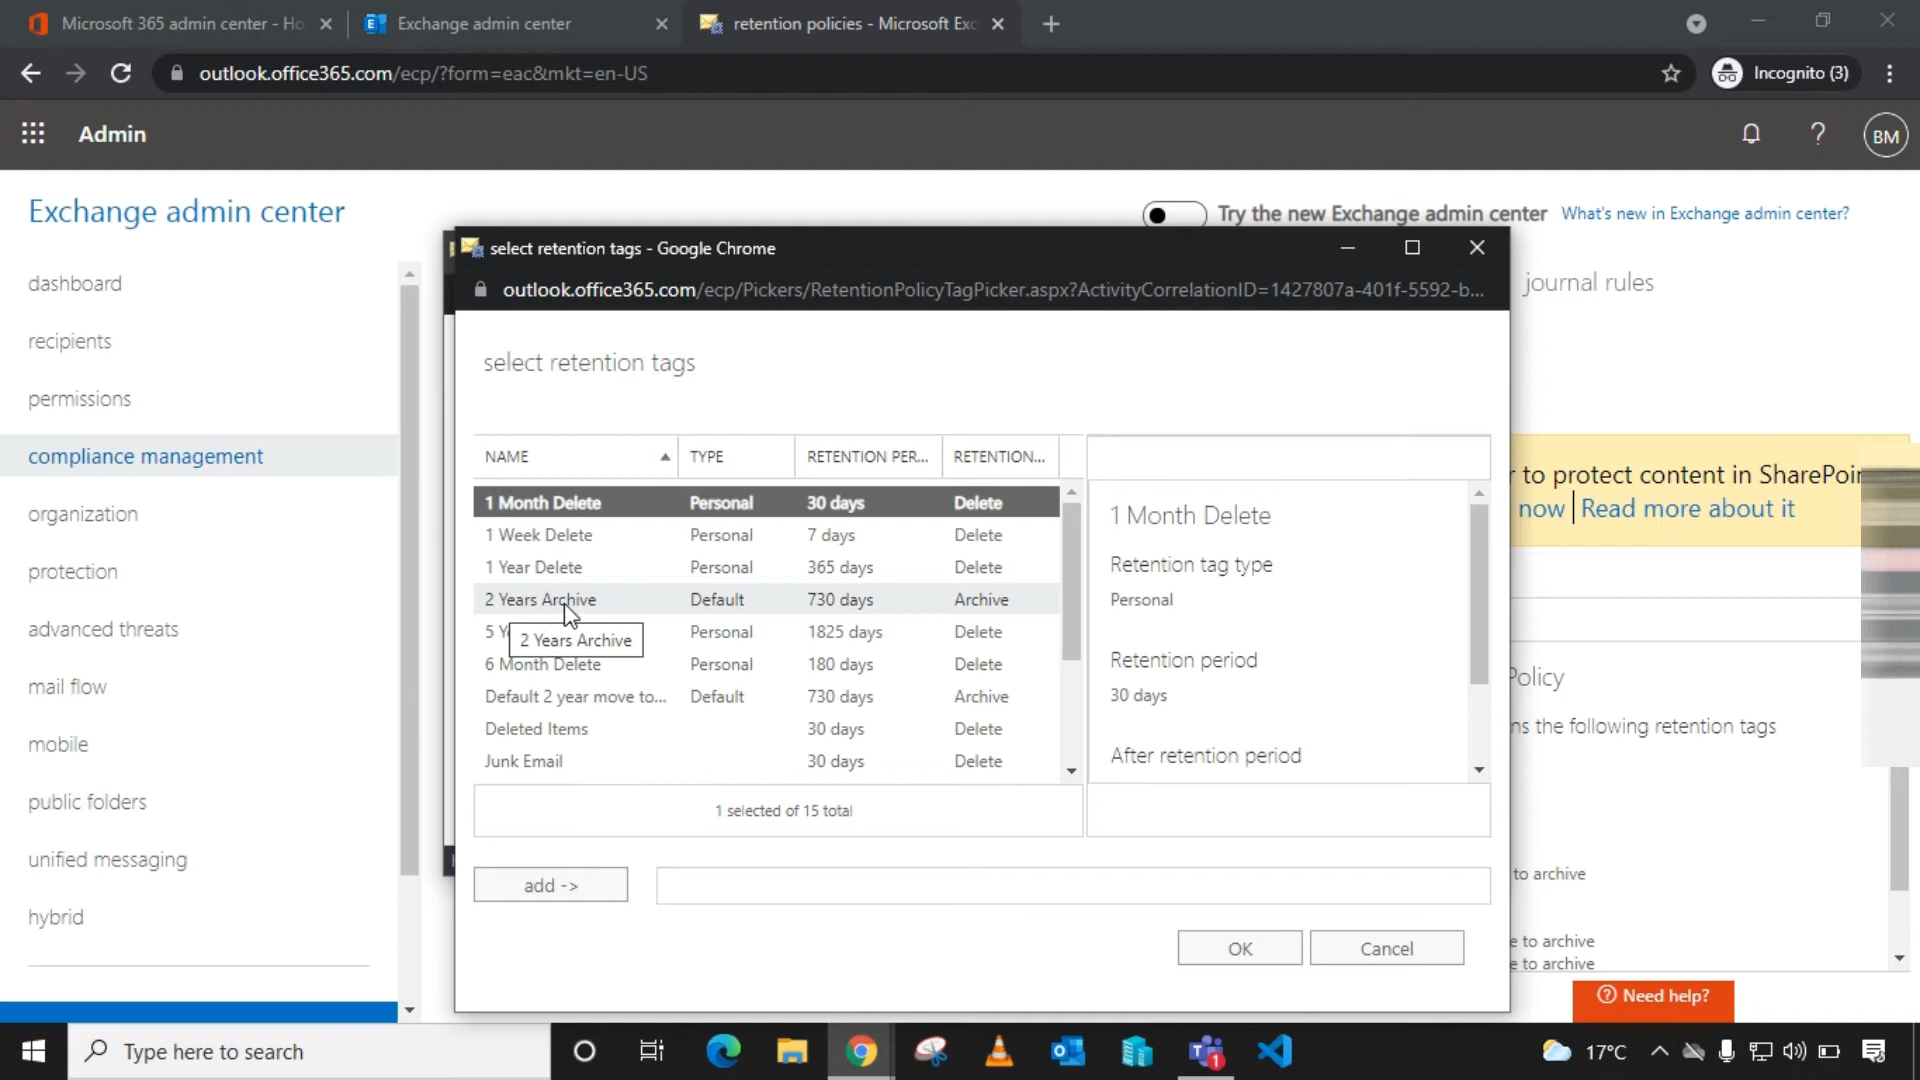 Microsoft 365 admin center - Ho
Exchange admin center
retention policies - Microsoft Exc
outlook.office365.com/ecp/?form=eac&mkt=en-US
Incognito (3)
Admin
BM
Exchange admin center
Try the new Exchange admin center
What's new in Exchange admin center?
dashboard
recipients
permissions
compliance management
organization
protection
advanced threats
mail flow
mobile
public folders
unified messaging
hybrid
select retention tags - Google Chrome
outlook.office365.com/ecp/Pickers/RetentionPolicyTagPicker.aspx?ActivityCorrelationID=1427807a-401f-5592-b...
journal rules
select retention tags
NAME TYPE RETENTION PER... RETENTION...
1 Month Delete Personal 30 days Delete
1 Week Delete Personal 7 days Delete
1 Year Delete Personal 365 days Delete
2 Years Archive Default 730 days Archive
5 Y Personal 1825 days Delete
2 Years Archive
6 Month Delete Personal 180 days Delete
Default 2 year move to... Default 730 days Archive
Deleted Items 30 days Delete
Junk Email 30 days Delete
1 selected of 15 total
1 Month Delete
Retention tag type
Personal
Retention period
30 days
After retention period
add ->
OK
Cancel
r to protect content in SharePoin
now Read more about it
Policy
ns the following retention tags
to archive
e to archive
e to archive
Need help?
Type here to search
1
17°C